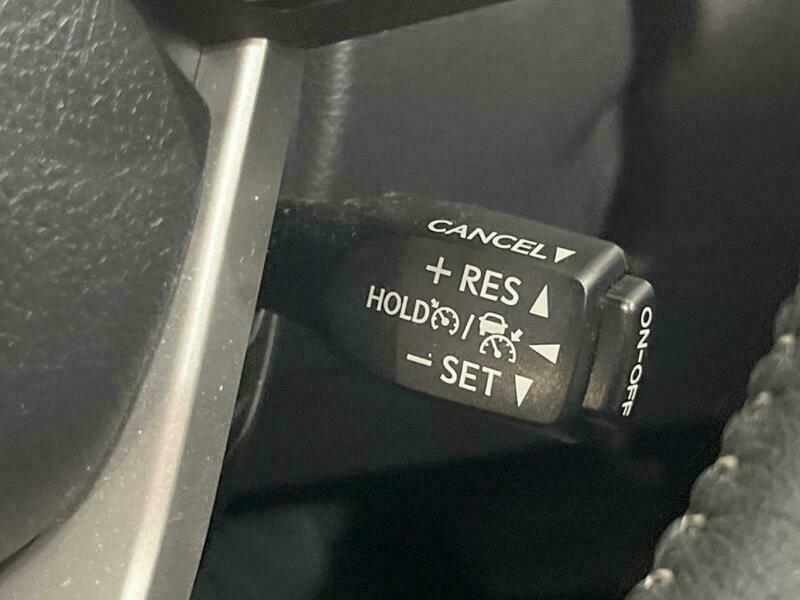 CANCEL▼
+ RES ▲
HOLD / ◀
− SET ▼
ON-OFF